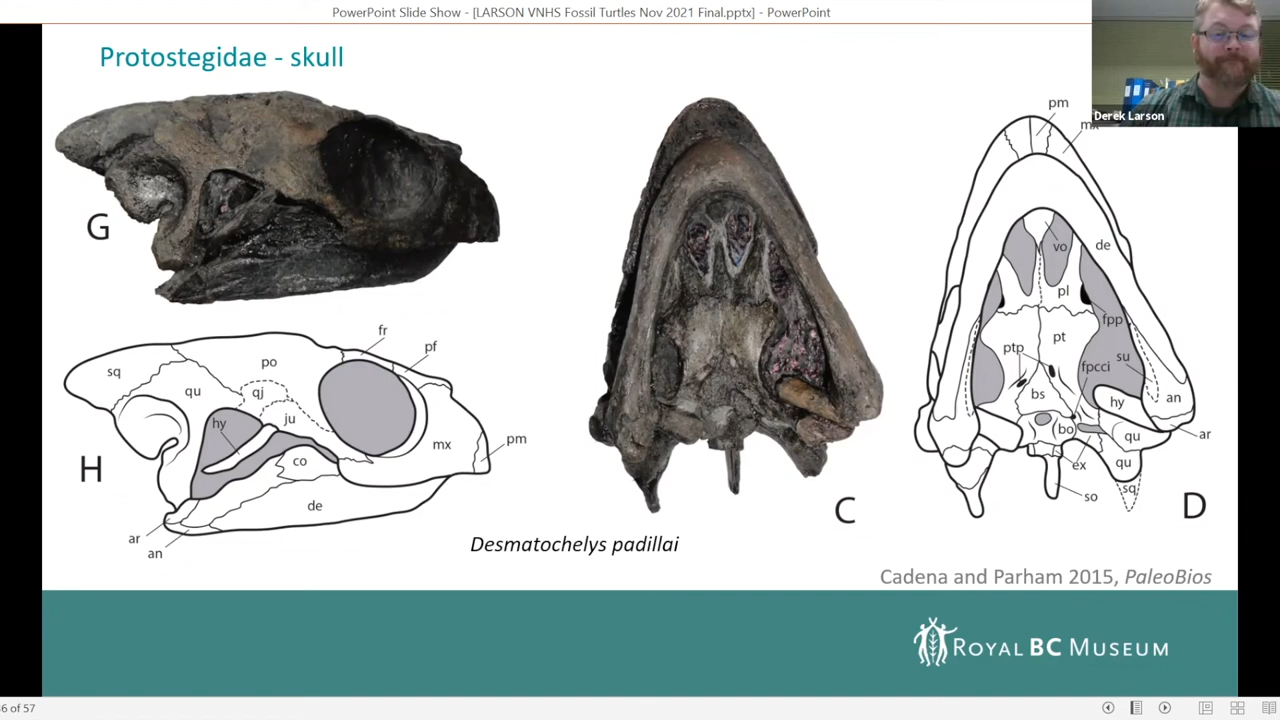 PowerPoint Slide Show - [LARSON VNHS Fossil Turtles Nov 2021 Final.pptx] - PowerPoint
Protostegidae - skull
Derek Larson
G
fr
pf
sq
po
qu
qj
ju
hy
mx
pm
co
H
de
ar
an
C
pm
mx
de
vo
pl
fpp
pt
ptp
su
fpcci
bs
hy
an
bo
qu
ar
ex
qu
sq
so
D
Desmatochelys padillai
Cadena and Parham 2015, PaleoBios
ROYAL BC MUSEUM
6 of 57